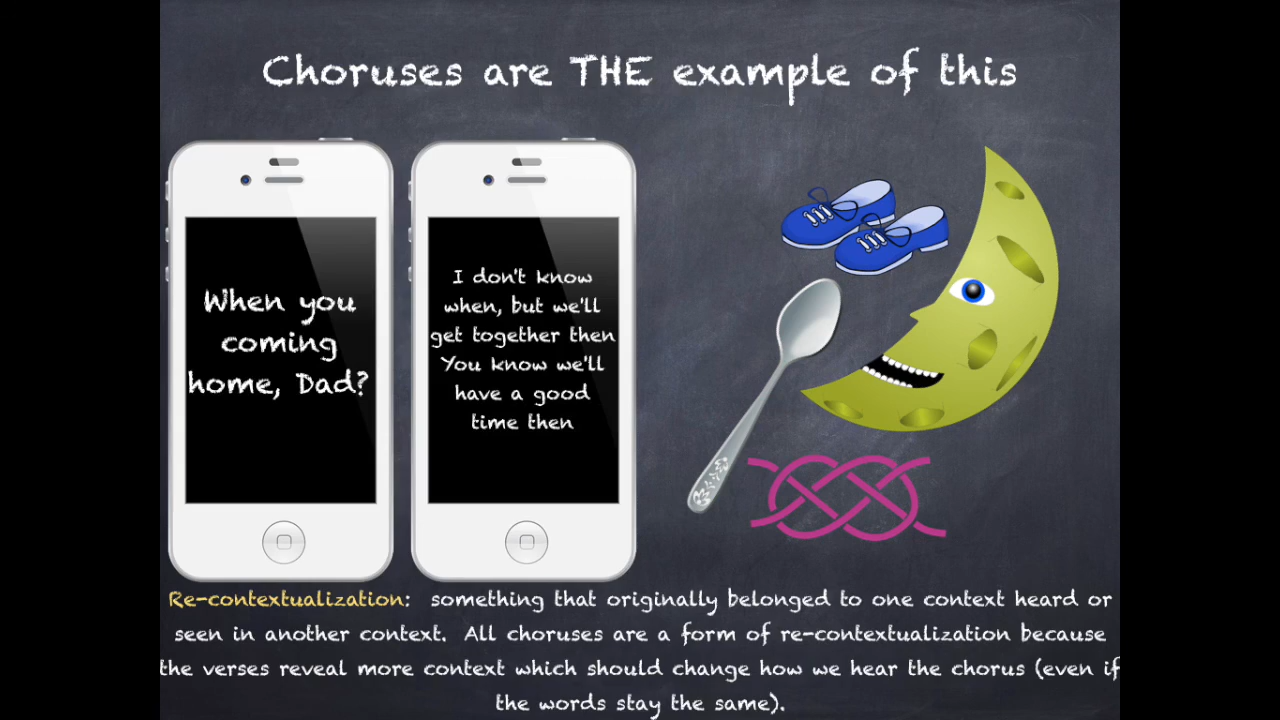 Choruses are THE example of this
When you
coming
home, Dad?
I don't know
when, but we'll
get together then
You know we'll
have a good
time then
Re-contextualization: something that originally belonged to one context heard or
seen in another context. All choruses are a form of re-contextualization because
the verses reveal more context which should change how we hear the chorus (even if
the words stay the same).